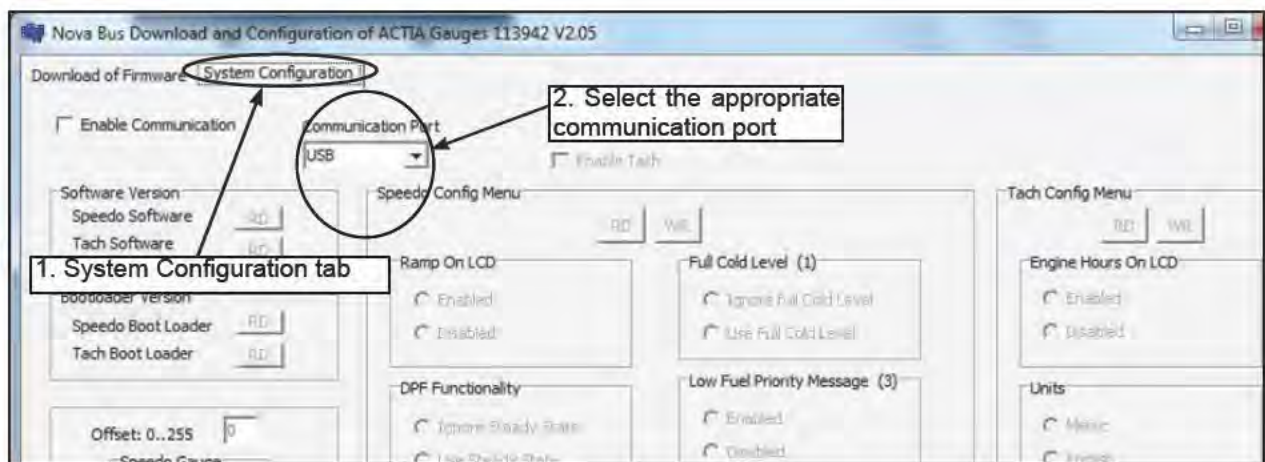 Nova Bus Download and Configuration of ACTIA Gauges 113942 V2.05
Download of Firmware System Configuration
2. Select the appropriate communication port
Enable Communication
Communication Port
USB
Enable Tach
Software Version
Speedo Software RD
Tach Software RD
1. System Configuration tab
Bootloader Version
Speedo Boot Loader RD
Tach Boot Loader RD
Offset: 0..255 0
Speedo Gauge
Speedo Config Menu
RD WR
Ramp On LCD
Enabled
Disabled
Full Cold Level (1)
Ignore Full Cold Level
Use Full Cold Level
DPF Functionality
Ignore Steady State
Use Steady State
Low Fuel Priority Message (3)
Enabled
Disabled
Tach Config Menu
RD WR
Engine Hours On LCD
Enabled
Disabled
Units
Metric
English